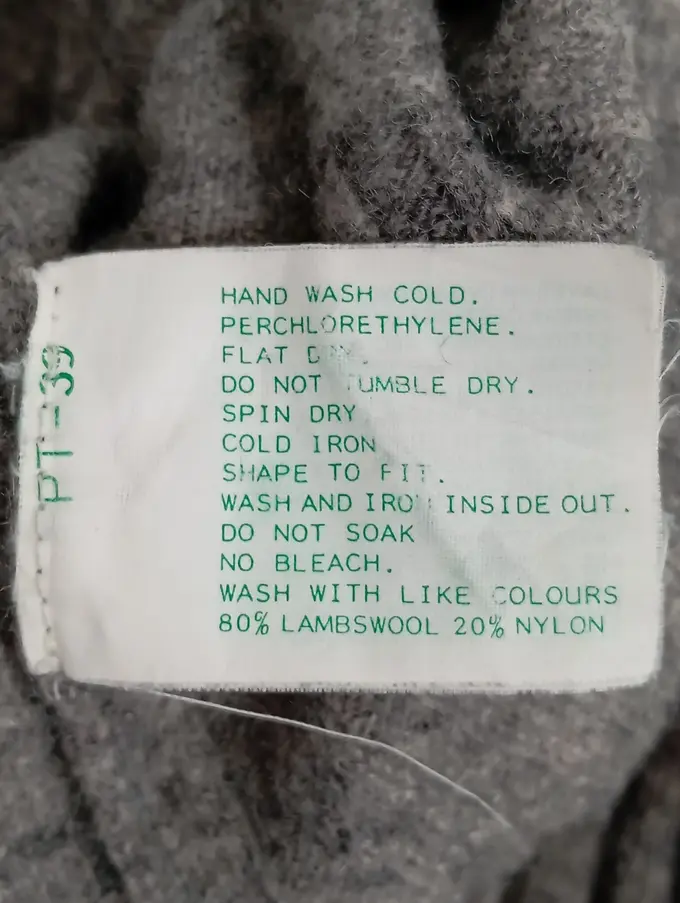 HAND WASH COLD.
PERCHLORETHYLENE.
FLAT DRY.
DO NOT TUMBLE DRY.
SPIN DRY
COLD IRON
SHAPE TO FIT.
WASH AND IRON INSIDE OUT.
DO NOT SOAK
NO BLEACH.
WASH WITH LIKE COLOURS
80% LAMBSWOOL 20% NYLON
PT-39